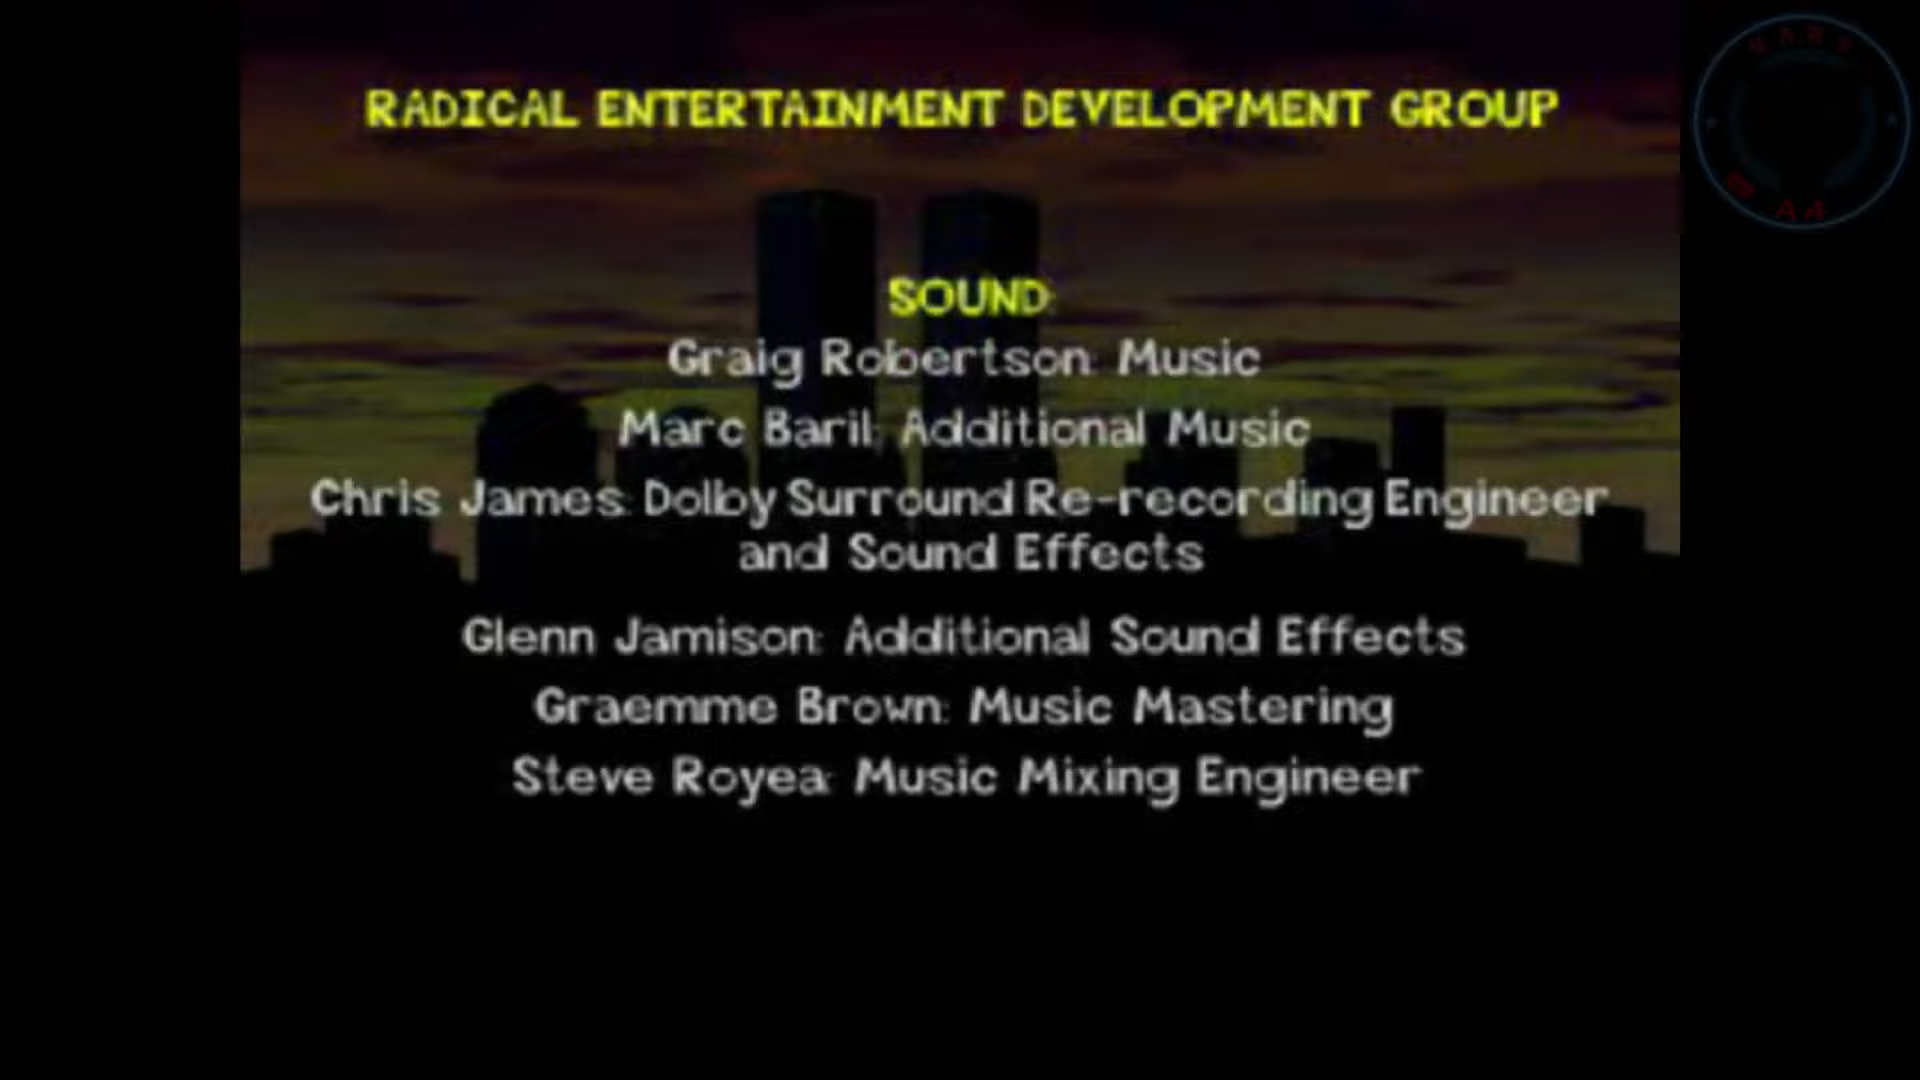 RADICAL ENTERTAINMENT DEVELOPMENT GROUP
SOUND:
Graig Robertson: Music
Marc Baril: Additional Music
Chris James: Dolby Surround Re-recording Engineer
and Sound Effects
Glenn Jamison: Additional Sound Effects
Graemme Brown: Music Mastering
Steve Royea: Music Mixing Engineer